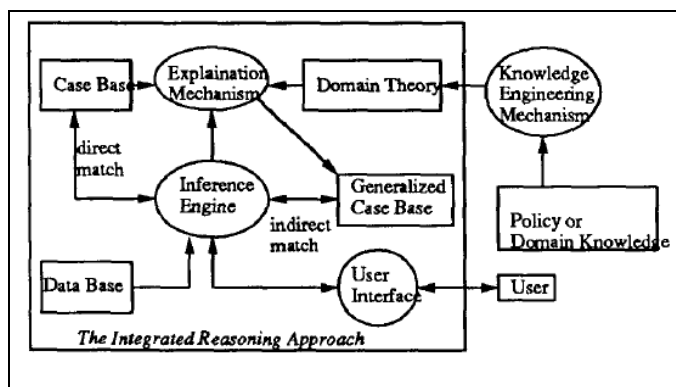 Case Base
Explaination
Mechanism
Domain Theory
Knowledge
Engineering
Mechanism
direct
match
Inference
Engine
indirect
match
Generalized
Case Base
Policy or
Domain Knowledge
Data Base
User
Interface
User
The Integrated Reasoning Approach